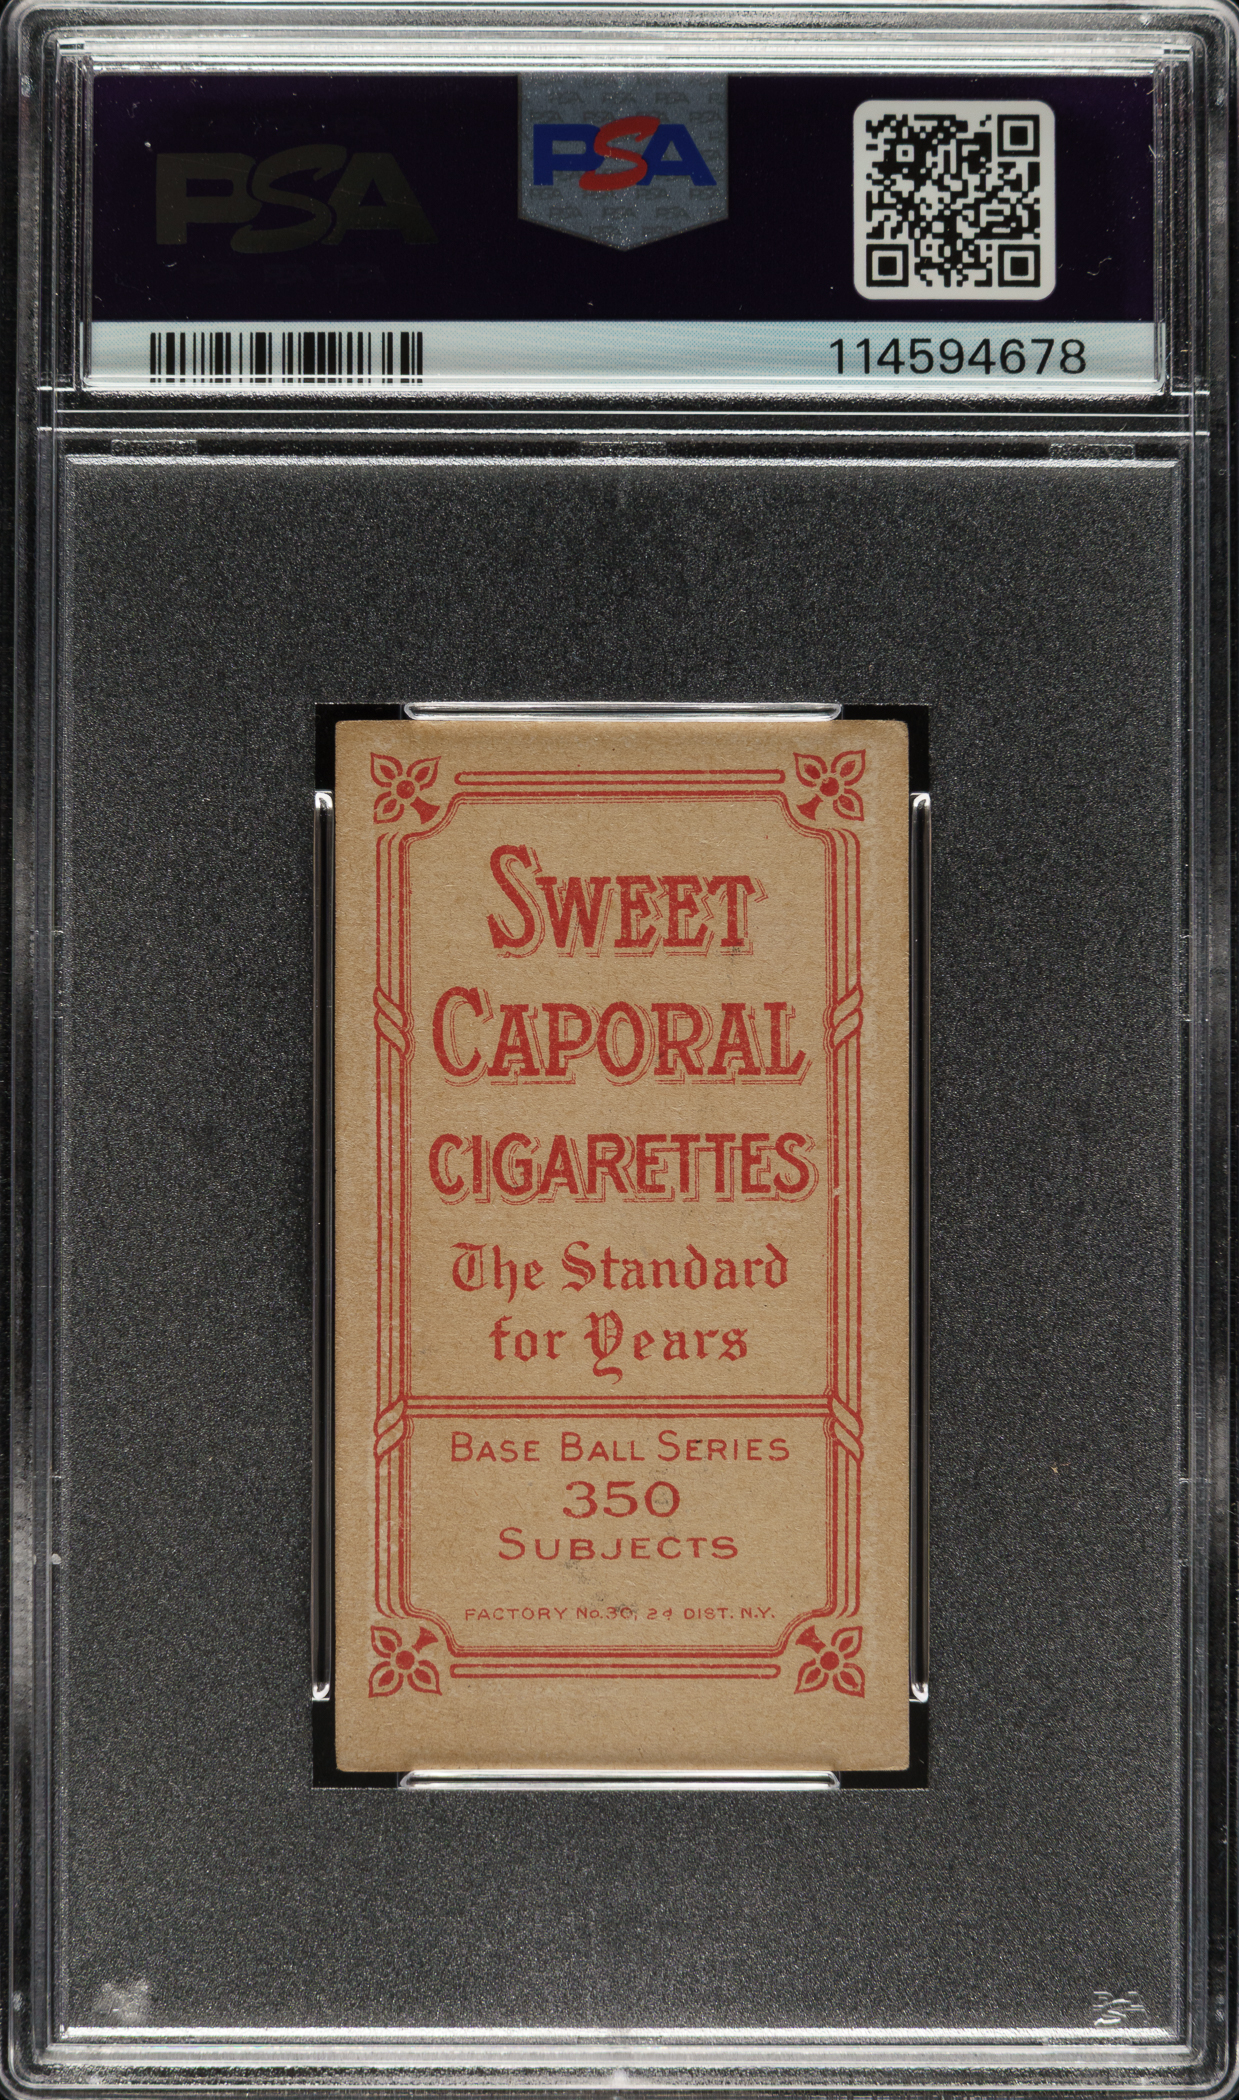 PSA
PSA
114594678
SWEET
CAPORAL
CIGARETTES
The Standard
for Years
BASE BALL SERIES
350
SUBJECTS
FACTORY No. 30, 2d DIST. N.Y.